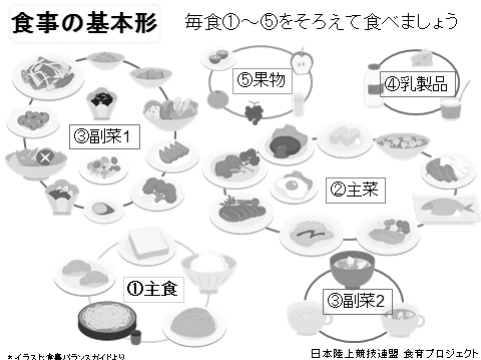 食事の基本形　毎食①～⑤をそろえて食べましょう
⑤果物
④乳製品
③副菜1
②主菜
①主食
③副菜2
＊イラスト:食事バランスガイドより
日本陸上競技連盟 食育プロジェクト